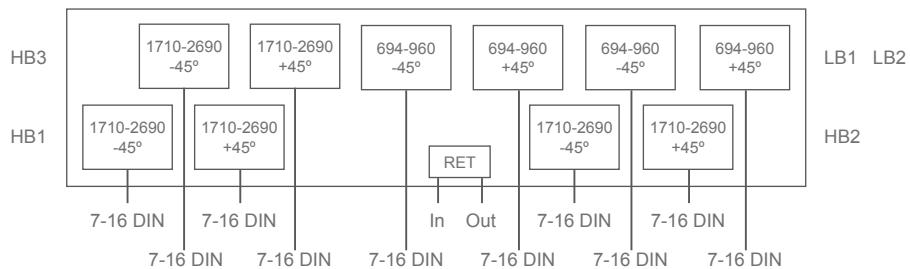 HB3
1710-2690
-45º
1710-2690
+45º
694-960
-45º
694-960
+45º
694-960
-45º
694-960
+45º
LB1 LB2
HB1
1710-2690
-45º
1710-2690
+45º
RET
1710-2690
-45º
1710-2690
+45º
HB2
7-16 DIN 7-16 DIN In Out 7-16 DIN 7-16 DIN
7-16 DIN 7-16 DIN 7-16 DIN 7-16 DIN 7-16 DIN 7-16 DIN